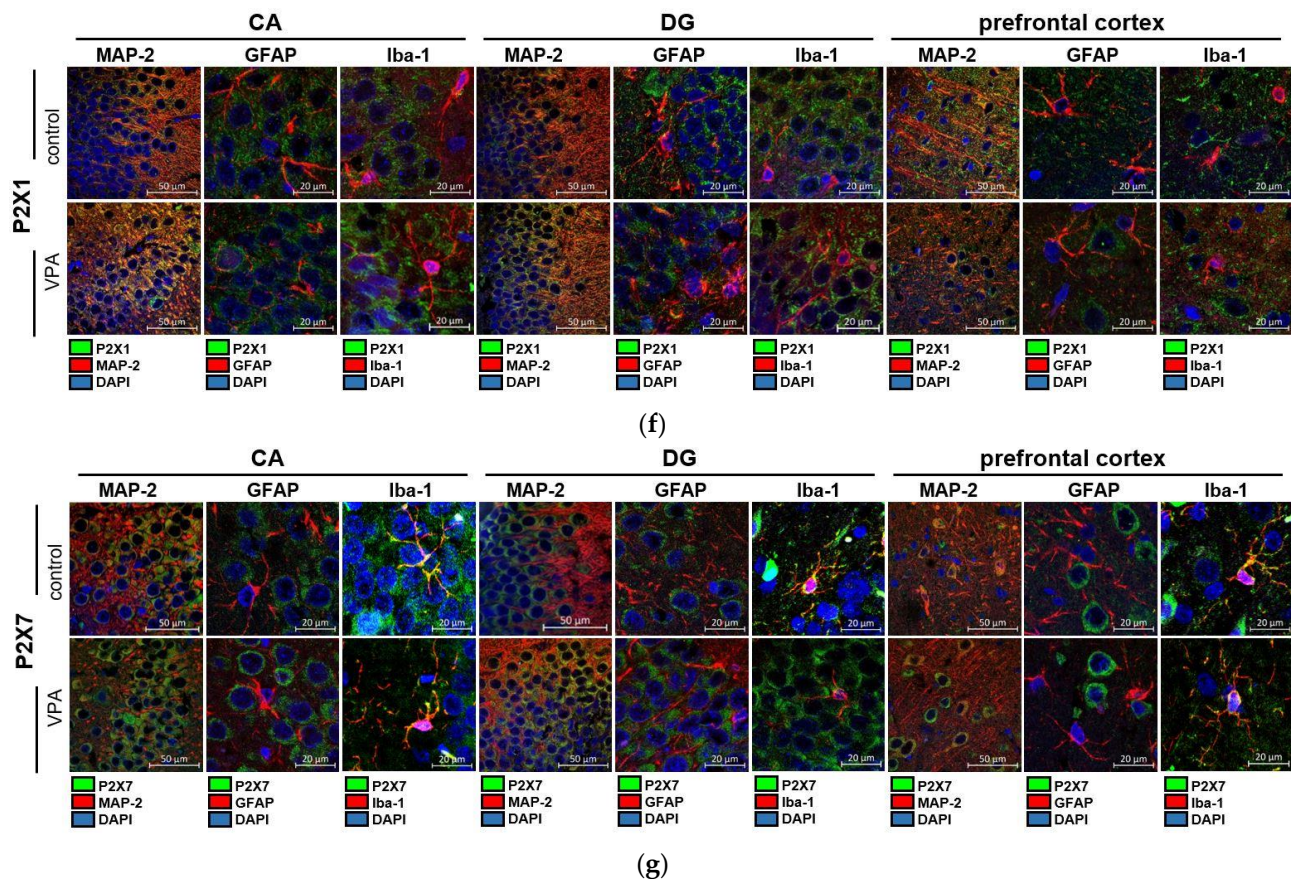 CA DG prefrontal cortex
MAP-2 GFAP Iba-1 MAP-2 GFAP Iba-1 MAP-2 GFAP Iba-1
P2X1
control
50 µm 20 µm 20 µm 50 µm 20 µm 20 µm 50 µm 20 µm 20 µm
VPA
50 µm 20 µm 20 µm 50 µm 20 µm 20 µm 50 µm 20 µm 20 µm
P2X1 P2X1 P2X1 P2X1 P2X1 P2X1 P2X1 P2X1 P2X1
MAP-2 GFAP Iba-1 MAP-2 GFAP Iba-1 MAP-2 GFAP Iba-1
DAPI DAPI DAPI DAPI DAPI DAPI DAPI DAPI DAPI
(f)
CA DG prefrontal cortex
MAP-2 GFAP Iba-1 MAP-2 GFAP Iba-1 MAP-2 GFAP Iba-1
P2X7
control
50 µm 20 µm 20 µm 50 µm 20 µm 20 µm 50 µm 20 µm 20 µm
VPA
50 µm 20 µm 20 µm 50 µm 20 µm 20 µm 50 µm 20 µm 20 µm
P2X7 P2X7 P2X7 P2X7 P2X7 P2X7 P2X7 P2X7 P2X7
MAP-2 GFAP Iba-1 MAP-2 GFAP Iba-1 MAP-2 GFAP Iba-1
DAPI DAPI DAPI DAPI DAPI DAPI DAPI DAPI DAPI
(g)